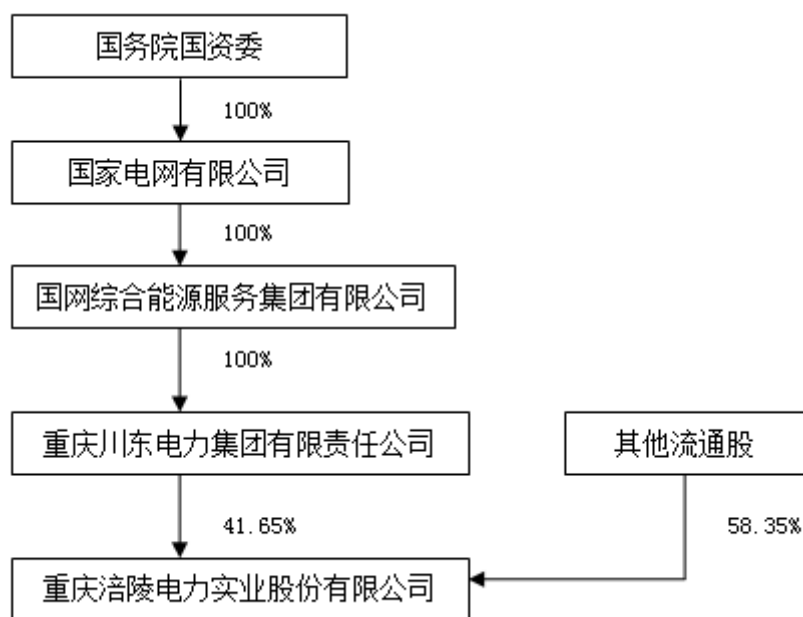 国务院国资委
100%
国家电网有限公司
100%
国网综合能源服务集团有限公司
100%
重庆川东电力集团有限责任公司
其他流通股
41.65%
58.35%
重庆涪陵电力实业股份有限公司